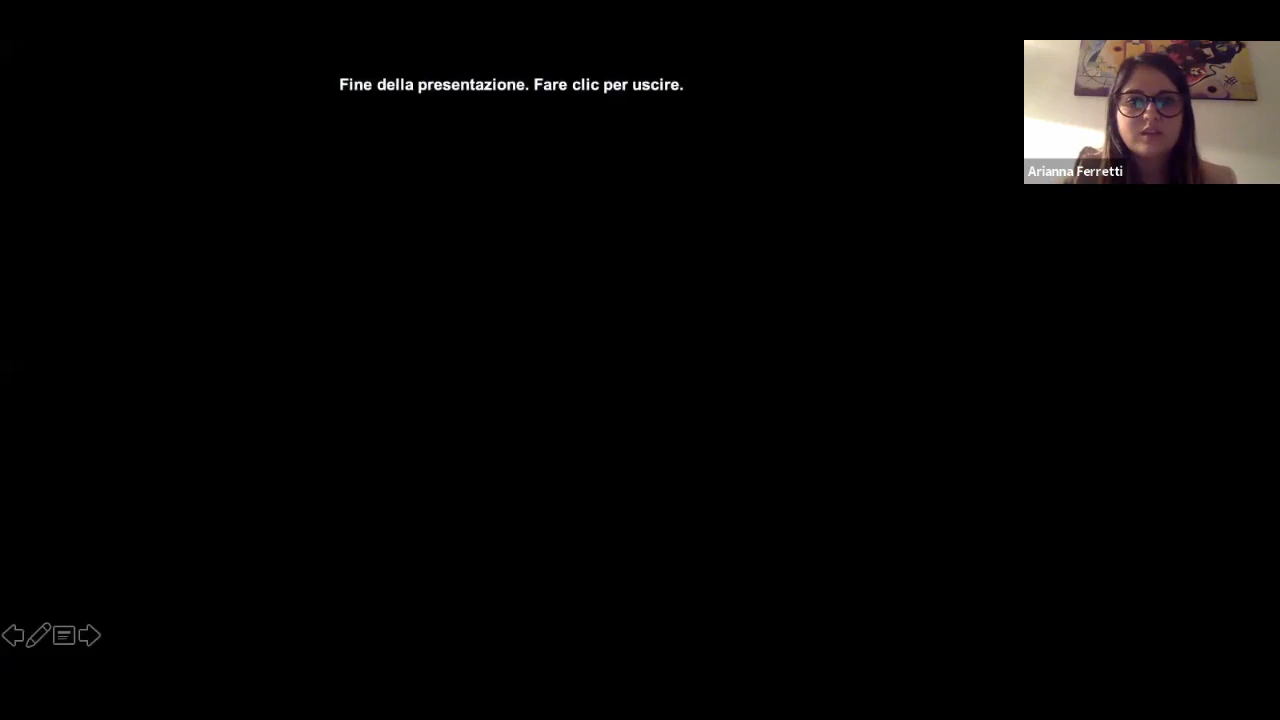 Fine della presentazione. Fare clic per uscire.
Arianna Ferretti